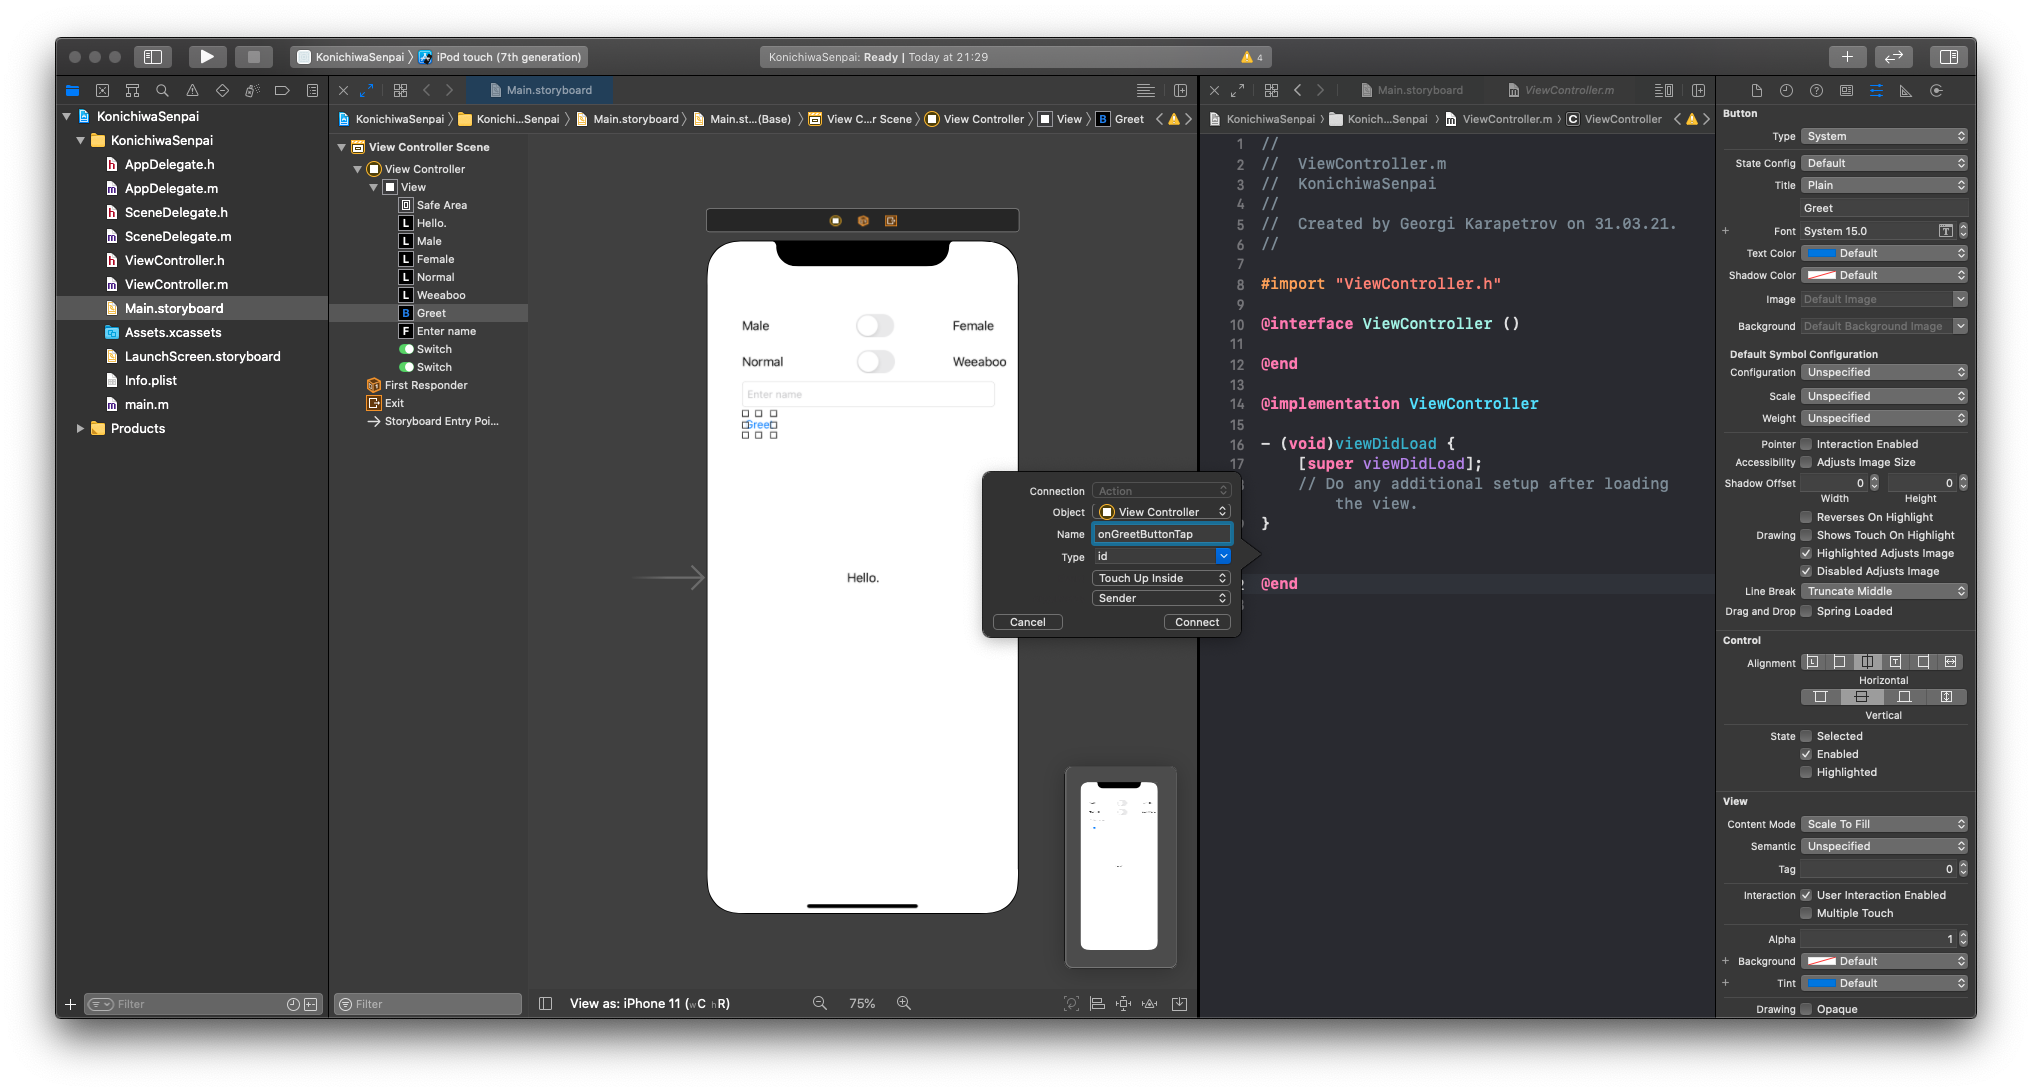 KonichiwaSenpai 〉 iPod touch (7th generation)
KonichiwaSenpai: Ready | Today at 21:29
4
KonichiwaSenpai
KonichiwaSenpai
AppDelegate.h
AppDelegate.m
SceneDelegate.h
SceneDelegate.m
ViewController.h
ViewController.m
Main.storyboard
Assets.xcassets
LaunchScreen.storyboard
Info.plist
main.m
Products
Filter
Main.storyboard
KonichiwaSenpai 〉 Konichi...Senpai 〉 Main.storyboard 〉 Main.st...(Base) 〉 View C...r Scene 〉 View Controller 〉 View 〉 B Greet
View Controller Scene
View Controller
View
Safe Area
L Hello.
L Male
L Female
L Normal
L Weeaboo
B Greet
F Enter name
Switch
Switch
First Responder
Exit
Storyboard Entry Poi...
Filter
Male
Female
Normal
Weeaboo
Enter name
Greet
Hello.
View as: iPhone 11 (wC hR)
75%
Connection Action
Object View Controller
Name onGreetButtonTap
Type id
Touch Up Inside
Sender
Cancel
Connect
Main.storyboard
ViewController.m
KonichiwaSenpai 〉 Konich...Senpai 〉 ViewController.m 〉 C ViewController
1 //
2 //  ViewController.m
3 //  KonichiwaSenpai
4 //
5 //  Created by Georgi Karapetrov on 31.03.21.
6 //
7
8 #import "ViewController.h"
9
10 @interface ViewController ()
11
12 @end
13
14 @implementation ViewController
15
16 - (void)viewDidLoad {
17     [super viewDidLoad];
// Do any additional setup after loading
the view.
}
@end
Button
Type System
State Config Default
Title Plain
Greet
+ Font System 15.0 T
Text Color Default
Shadow Color Default
Image Default Image
Background Default Background Image
Default Symbol Configuration
Configuration Unspecified
Scale Unspecified
Weight Unspecified
Pointer Interaction Enabled
Accessibility Adjusts Image Size
Shadow Offset 0 0
Width Height
Reverses On Highlight
Drawing Shows Touch On Highlight
Highlighted Adjusts Image
Disabled Adjusts Image
Line Break Truncate Middle
Drag and Drop Spring Loaded
Control
Alignment
Horizontal
Vertical
State Selected
Enabled
Highlighted
View
Content Mode Scale To Fill
Semantic Unspecified
Tag 0
Interaction User Interaction Enabled
Multiple Touch
Alpha 1
+ Background Default
+ Tint Default
Drawing Opaque